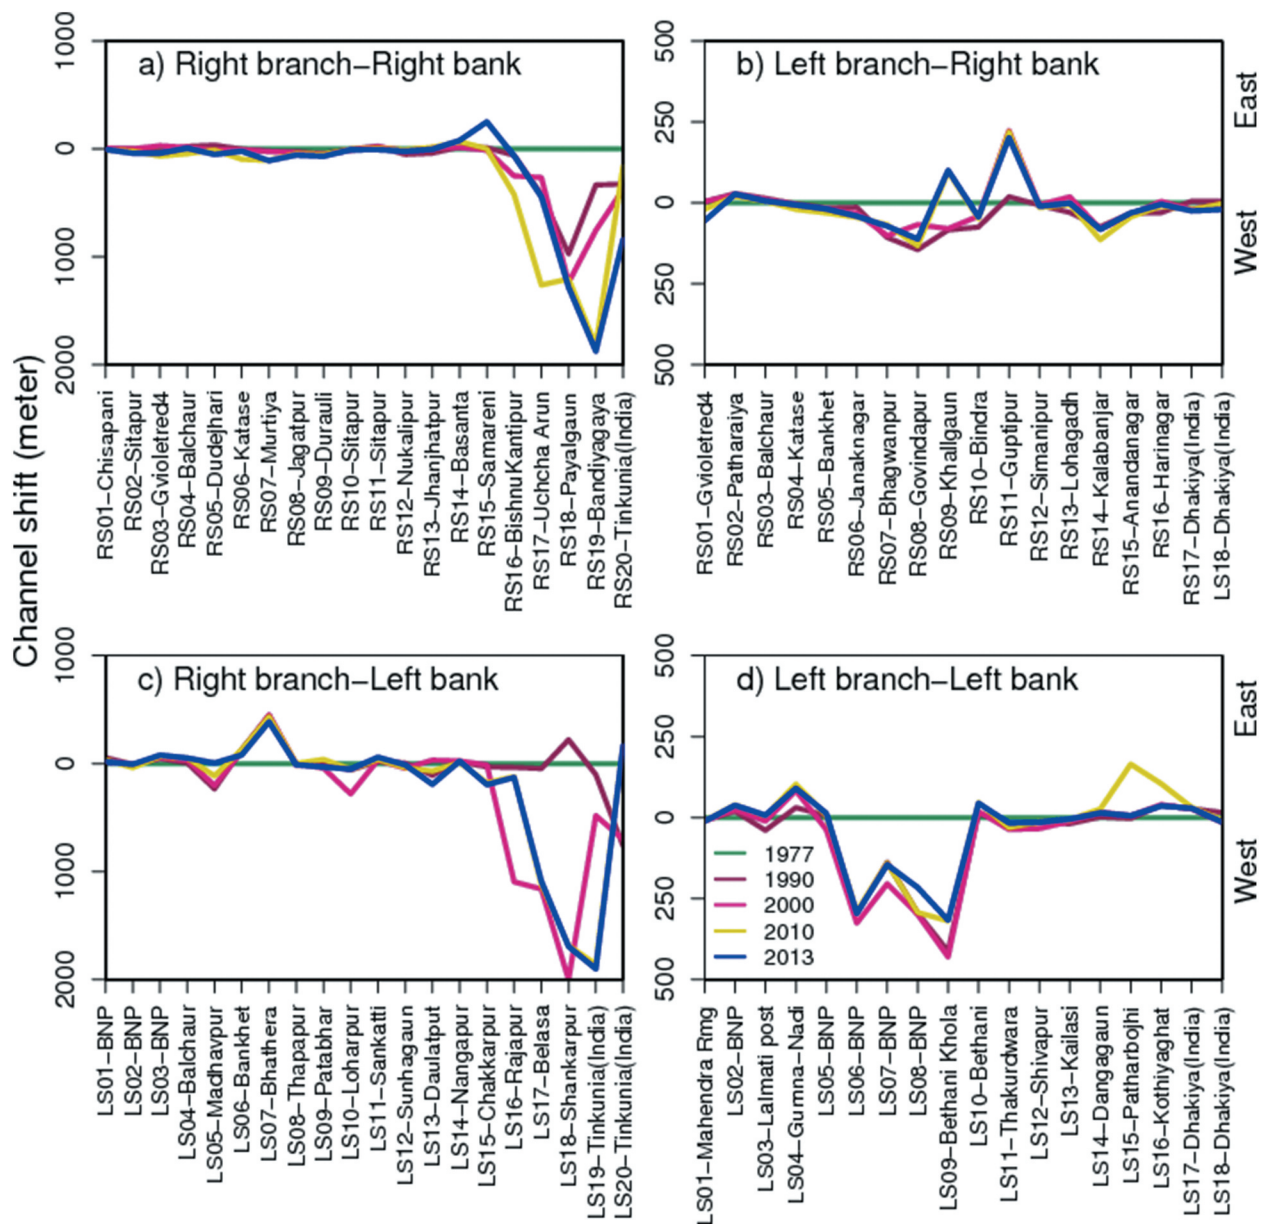 Channel shift (meter)
a) Right branch–Right bank
1000
0
1000
2000
RS01–Chisapani
RS02–Sitapur
RS03–Gvioletred4
RS04–Balchaur
RS05–Dudejhari
RS06–Katase
RS07–Murtiya
RS08–Jagatpur
RS09–Durauli
RS10–Sitapur
RS11–Sitapur
RS12–Nukalipur
RS13–Jhanjhatpur
RS14–Basanta
RS15–Samareni
RS16–BishnuKantipur
RS17–Uchcha Arun
RS18–Payalgaun
RS19–Bandiyagaya
RS20–Tinkunia(India)
b) Left branch–Right bank
500
250
0
250
500
East
West
RS01–Gvioletred4
RS02–Patharaiya
RS03–Balchaur
RS04–Katase
RS05–Bankhet
RS06–Janaknagar
RS07–Bhagwanpur
RS08–Govindapur
RS09–Khallgaun
RS10–Bindra
RS11–Guptipur
RS12–Simanipur
RS13–Lohagadh
RS14–Kalabanjar
RS15–Anandanagar
RS16–Harinagar
RS17–Dhakiya(India)
LS18–Dhakiya(India)
c) Right branch–Left bank
1000
0
1000
2000
LS01–BNP
LS02–BNP
LS03–BNP
LS04–Balchaur
LS05–Madhavpur
LS06–Bankhet
LS07–Bhathera
LS08–Thapapur
LS09–Patabhar
LS10–Loharpur
LS11–Sankatti
LS12–Sunhagaun
LS13–Daulatput
LS14–Nangapur
LS15–Chakkarpur
LS16–Rajapur
LS17–Belasa
LS18–Shankarpur
LS19–Tinkunia(India)
LS20–Tinkunia(India)
d) Left branch–Left bank
500
250
0
250
500
East
West
1977
1990
2000
2010
2013
LS01–Mahendra Rmg
LS02–BNP
LS03–Lalmati post
LS04–Gumna–Nadi
LS05–BNP
LS06–BNP
LS07–BNP
LS08–BNP
LS09–Bethani Khola
LS10–Bethani
LS11–Thakurdwara
LS12–Shivapur
LS13–Kailasi
LS14–Dangagaun
LS15–Patharbojhi
LS16–Kothiyaghat
LS17–Dhakiya(India)
LS18–Dhakiya(India)